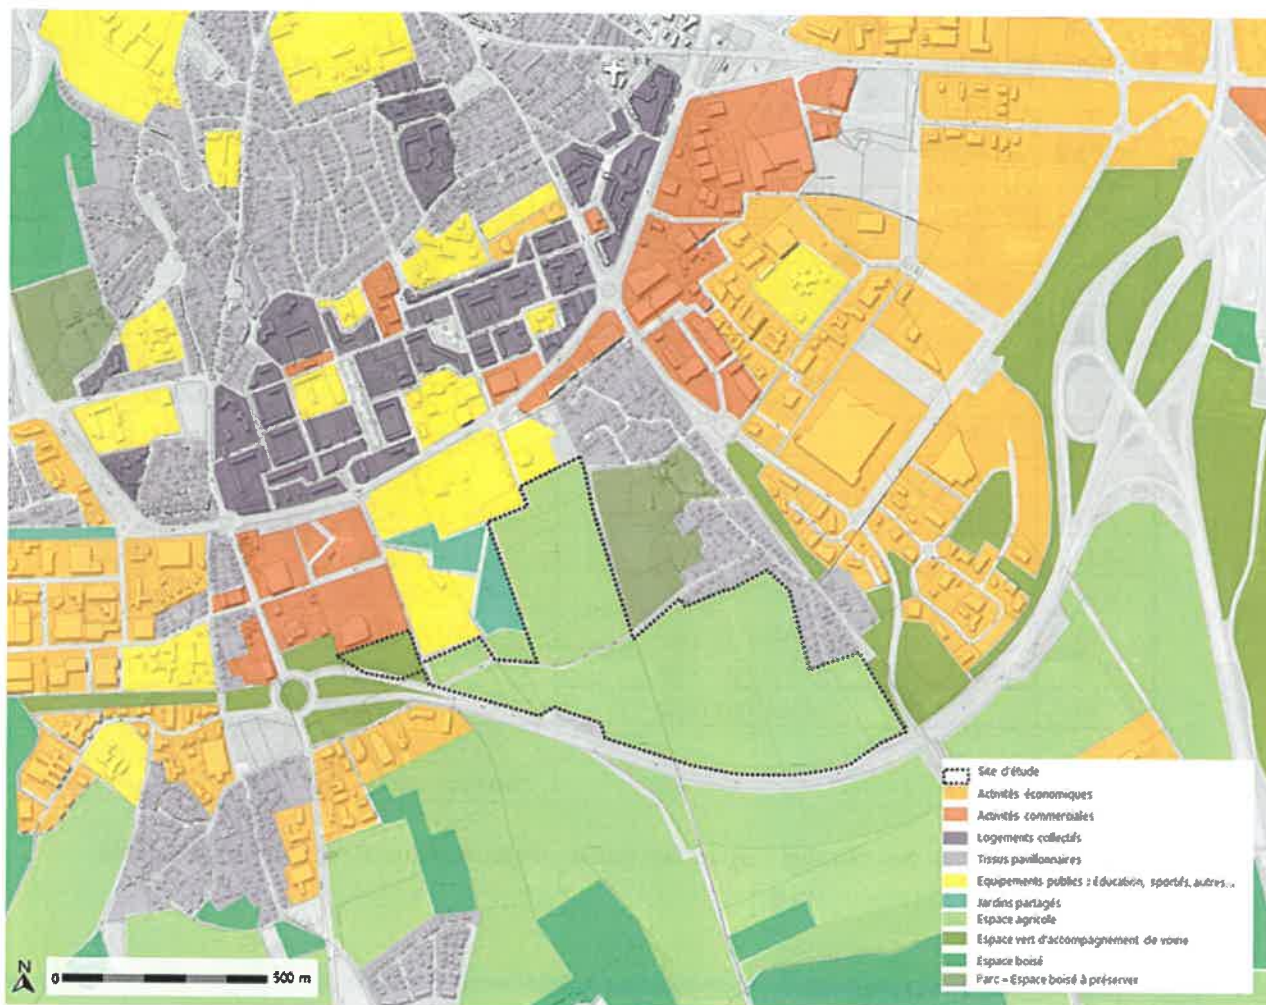 Site d'étude
Activités économiques
Activités commerciales
Logements collectifs
Tissus pavillonnaires
Equipements publics : éducation, sportifs, autres...
Jardins partagés
Espace agricole
Espace vert d'accompagnement de voirie
Espace boisé
Parc - Espace boisé à préserver
N
0 500 m